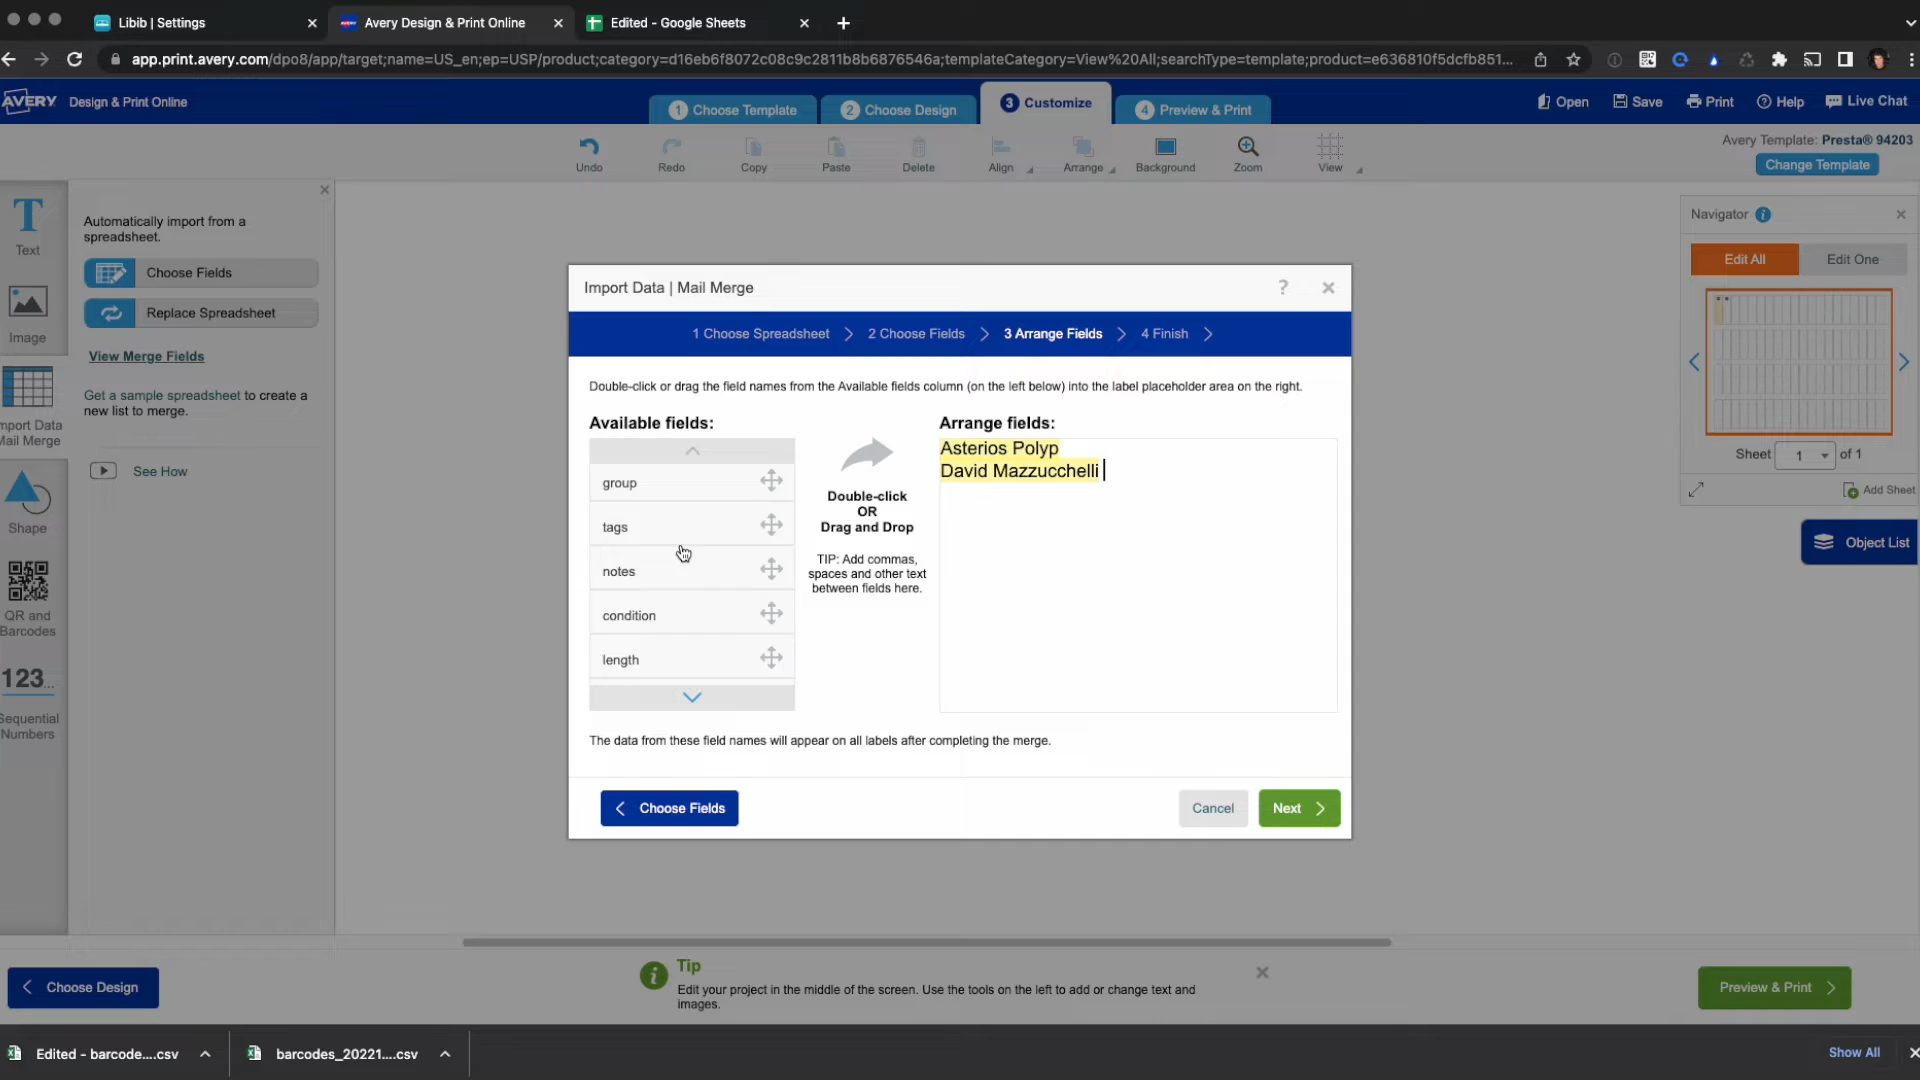 Libib | Settings
Avery Design & Print Online
Edited - Google Sheets
app.print.avery.com/dpo8/app/target;name=US_en;ep=USP/product;category=d16eb6f8072c08c9c2811b8b6876546a;templateCategory=View%20All;searchType=template;product=e636810f5dcfb851...
AVERY Design & Print Online
1 Choose Template
2 Choose Design
3 Customize
4 Preview & Print
Open
Save
Print
Help
Live Chat
Undo
Redo
Copy
Paste
Delete
Align
Arrange
Background
Zoom
View
Avery Template: Presta® 94203
Change Template
Text
Image
mport Data
Mail Merge
Shape
QR and
Barcodes
123...
Sequential
Numbers
Automatically import from a
spreadsheet.
Choose Fields
Replace Spreadsheet
View Merge Fields
Get a sample spreadsheet to create a
new list to merge.
See How
Import Data | Mail Merge
?
1 Choose Spreadsheet
2 Choose Fields
3 Arrange Fields
4 Finish
Double-click or drag the field names from the Available fields column (on the left below) into the label placeholder area on the right.
Available fields:
group
tags
notes
condition
length
Double-click
OR
Drag and Drop
TIP: Add commas,
spaces and other text
between fields here.
Arrange fields:
Asterios Polyp
David Mazzucchelli
The data from these field names will appear on all labels after completing the merge.
Choose Fields
Cancel
Next
Navigator
Edit All
Edit One
Sheet 1 of 1
Add Sheet
Object List
Choose Design
Tip
Edit your project in the middle of the screen. Use the tools on the left to add or change text and
images.
Preview & Print
Edited - barcode....csv
barcodes_20221....csv
Show All